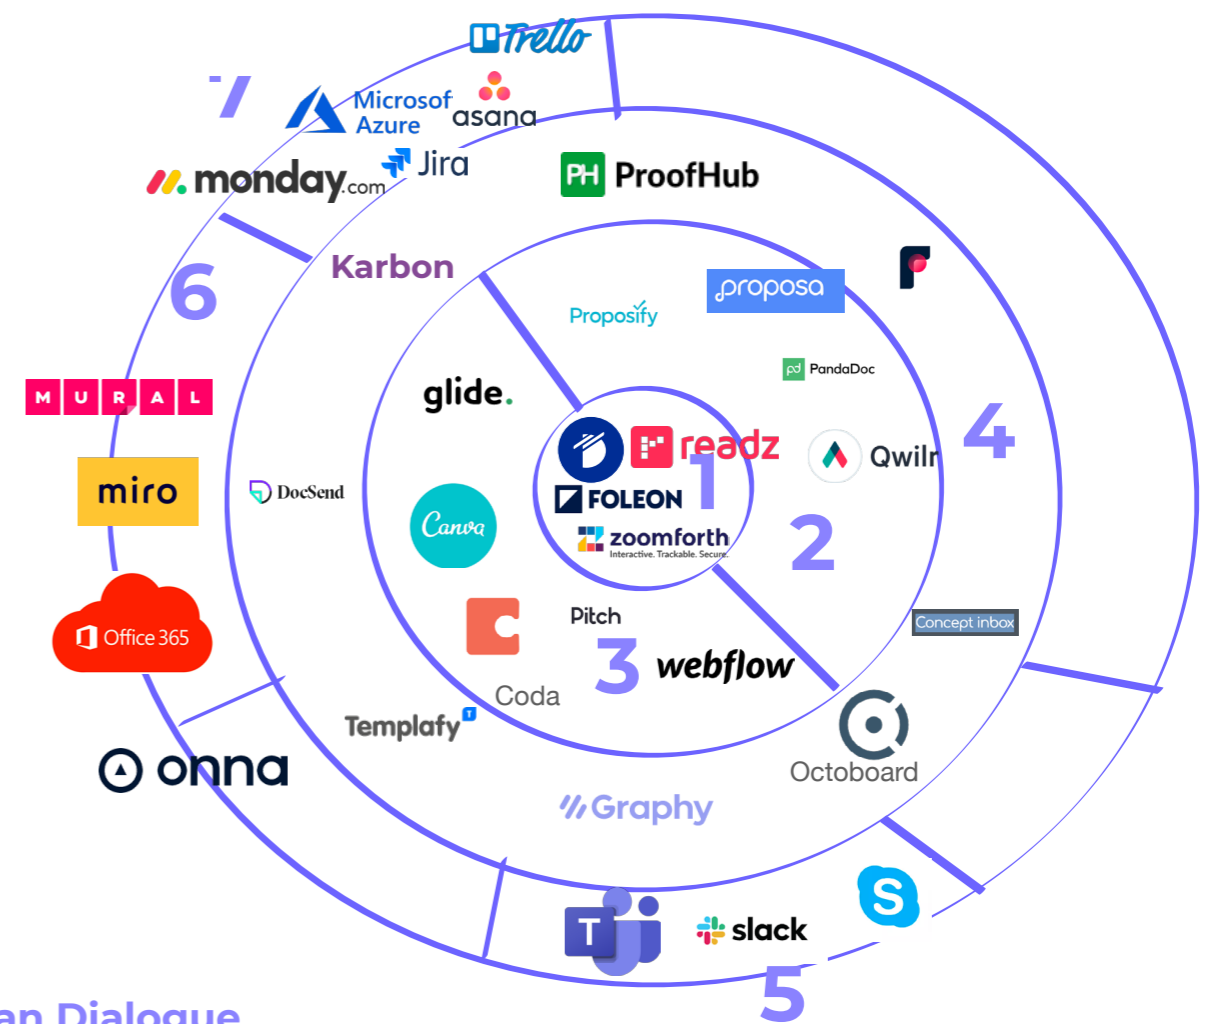 Trello
7
Microsof
Azure
asana
monday.com
Jira
PH ProofHub
Karbon
6
Proposify
proposa
PandaDoc
glide.
MURAL
4
readz
1
Qwilr
miro
DocSend
FOLEON
Canva
2
zoomforth
Interactive. Trackable. Secure.
Office 365
Pitch
Concept inbox
3
webflow
Coda
Templafy
T
onna
Octoboard
Graphy
S
T
slack
5
an Dialogue